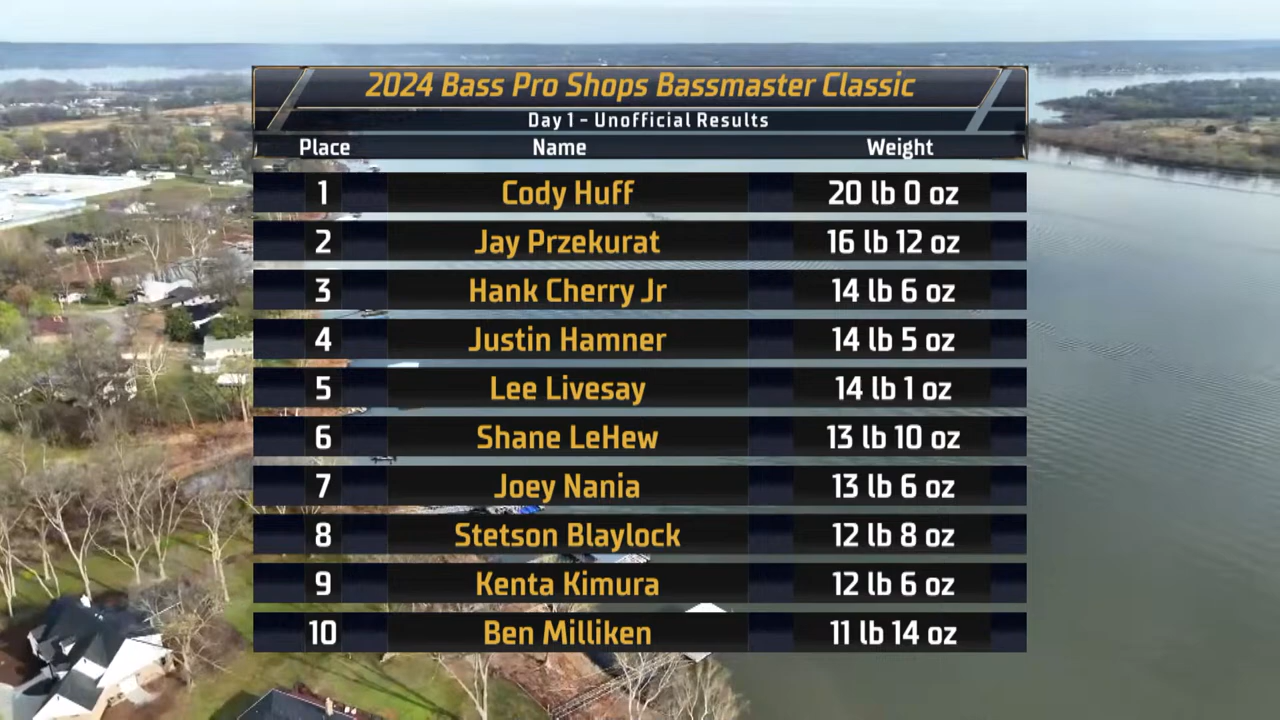 2024 Bass Pro Shops Bassmaster Classic
Day 1 - Unofficial Results
Place Name Weight
1 Cody Huff 20 lb 0 oz
2 Jay Przekurat 16 lb 12 oz
3 Hank Cherry Jr 14 lb 6 oz
4 Justin Hamner 14 lb 5 oz
5 Lee Livesay 14 lb 1 oz
6 Shane LeHew 13 lb 10 oz
7 Joey Nania 13 lb 6 oz
8 Stetson Blaylock 12 lb 8 oz
9 Kenta Kimura 12 lb 6 oz
10 Ben Milliken 11 lb 14 oz